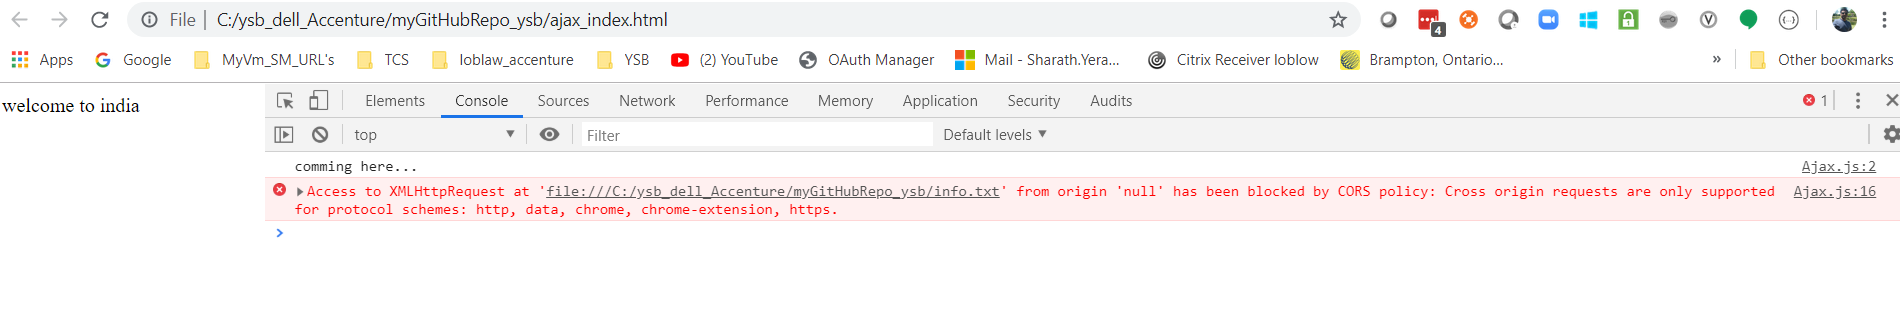 File | C:/ysb_dell_Accenture/myGitHubRepo_ysb/ajax_index.html
4
1
Apps Google MyVm_SM_URL's TCS Ioblaw_accenture YSB (2) YouTube OAuth Manager Mail - Sharath.Yera... Citrix Receiver loblow Brampton, Ontario... » Other bookmarks
welcome to india
Elements Console Sources Network Performance Memory Application Security Audits 1
top Filter Default levels
comming here... Ajax.js:2
Access to XMLHttpRequest at 'file:///C:/ysb_dell_Accenture/myGitHubRepo_ysb/info.txt' from origin 'null' has been blocked by CORS policy: Cross origin requests are only supported Ajax.js:16
for protocol schemes: http, data, chrome, chrome-extension, https.